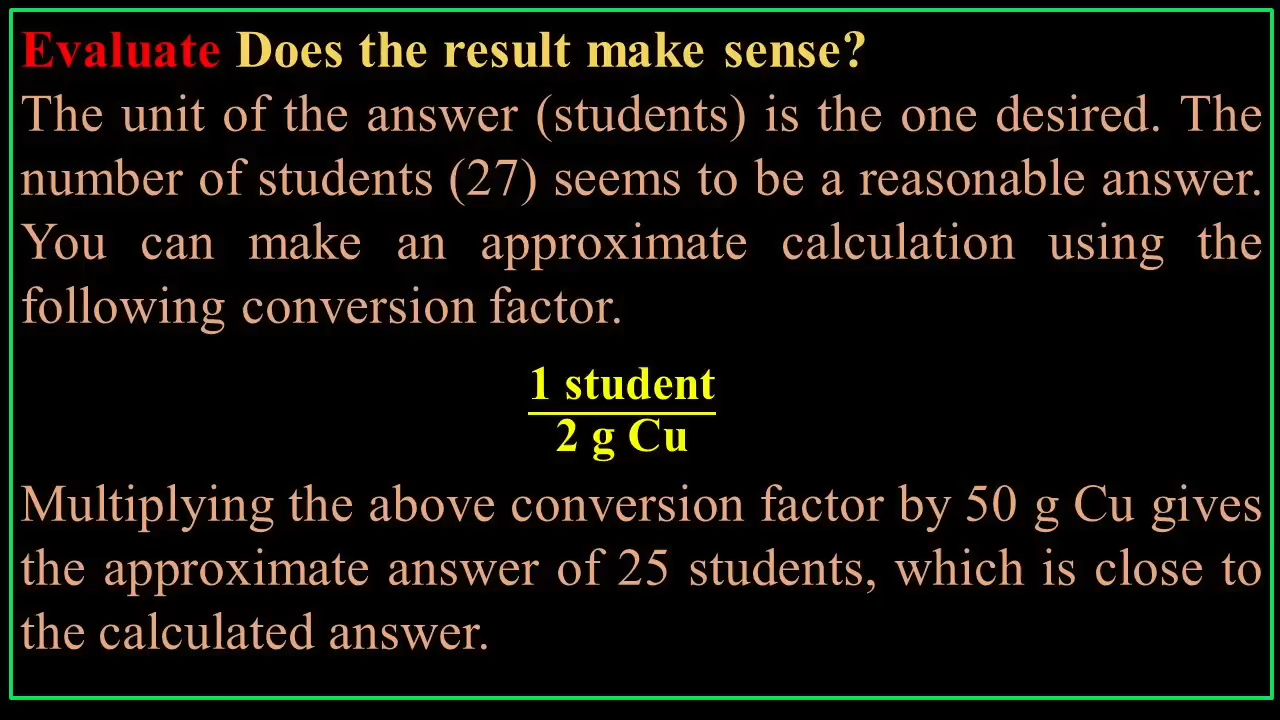 Evaluate Does the result make sense?
The unit of the answer (students) is the one desired. The
number of students (27) seems to be a reasonable answer.
You can make an approximate calculation using the
following conversion factor.
1 student
2 g Cu
Multiplying the above conversion factor by 50 g Cu gives
the approximate answer of 25 students, which is close to
the calculated answer.